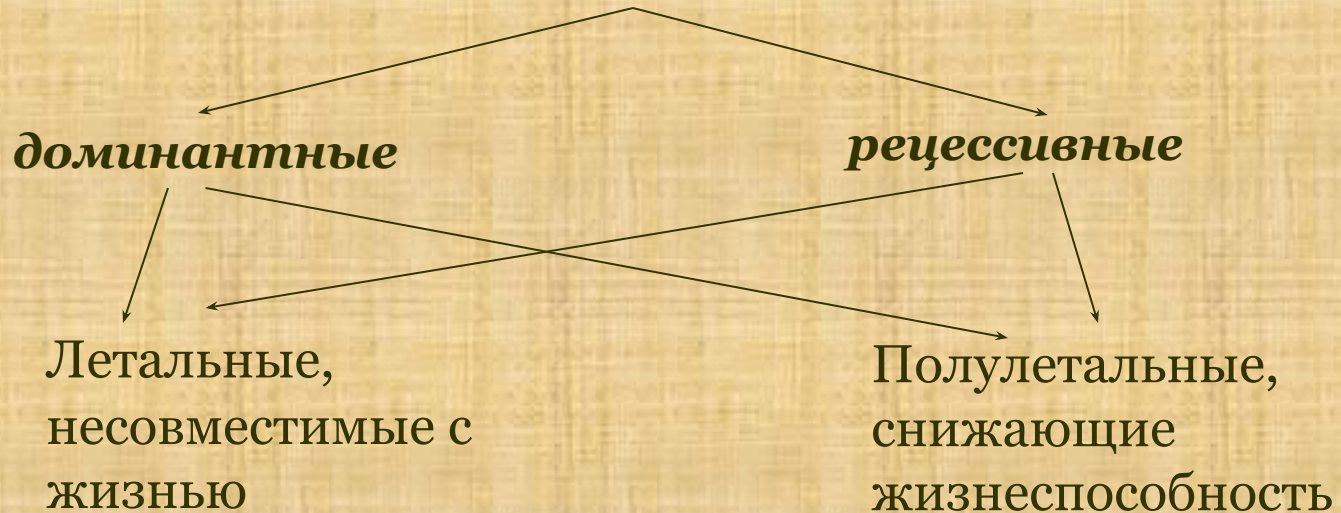 доминантные
рецессивные
Летальные,
несовместимые с
жизнью
Полулетальные,
снижающие
жизнеспособность